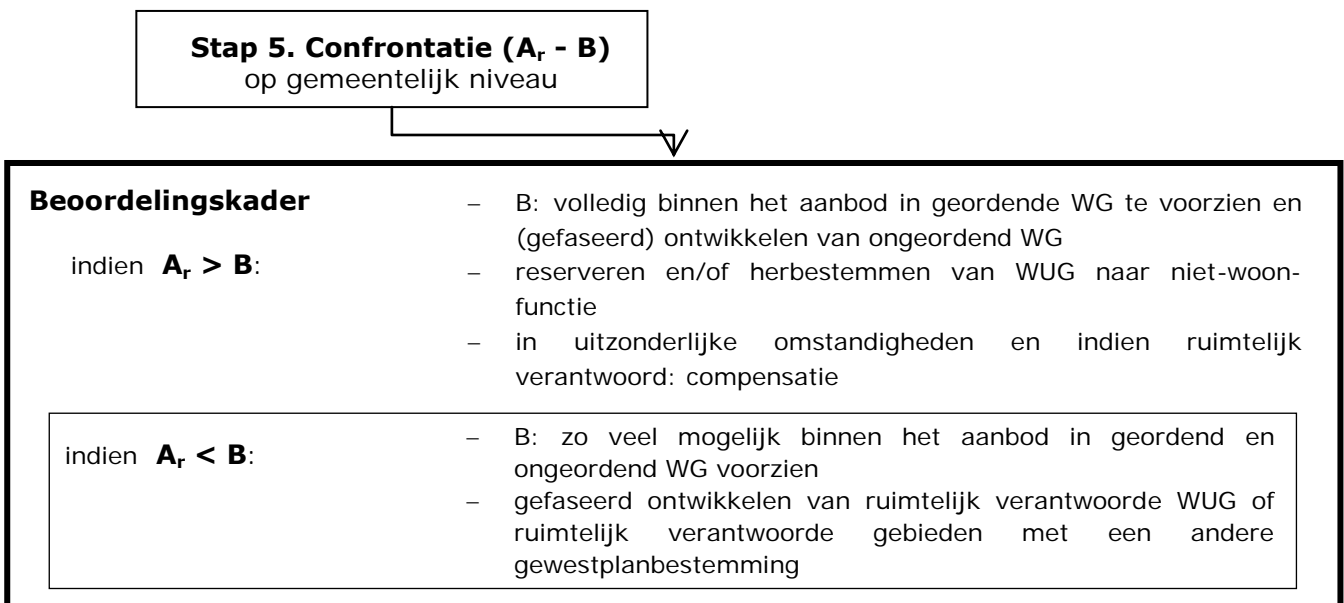 Stap 5. Confrontatie (Ar - B)
op gemeentelijk niveau
Beoordelingskader
indien Ar > B:
– B: volledig binnen het aanbod in geordende WG te voorzien en
(gefaseerd) ontwikkelen van ongeordend WG
– reserveren en/of herbestemmen van WUG naar niet-woon-
functie
– in uitzonderlijke omstandigheden en indien ruimtelijk
verantwoord: compensatie
indien Ar < B:
– B: zo veel mogelijk binnen het aanbod in geordend en
ongeordend WG voorzien
– gefaseerd ontwikkelen van ruimtelijk verantwoorde WUG of
ruimtelijk verantwoorde gebieden met een andere
gewestplanbestemming